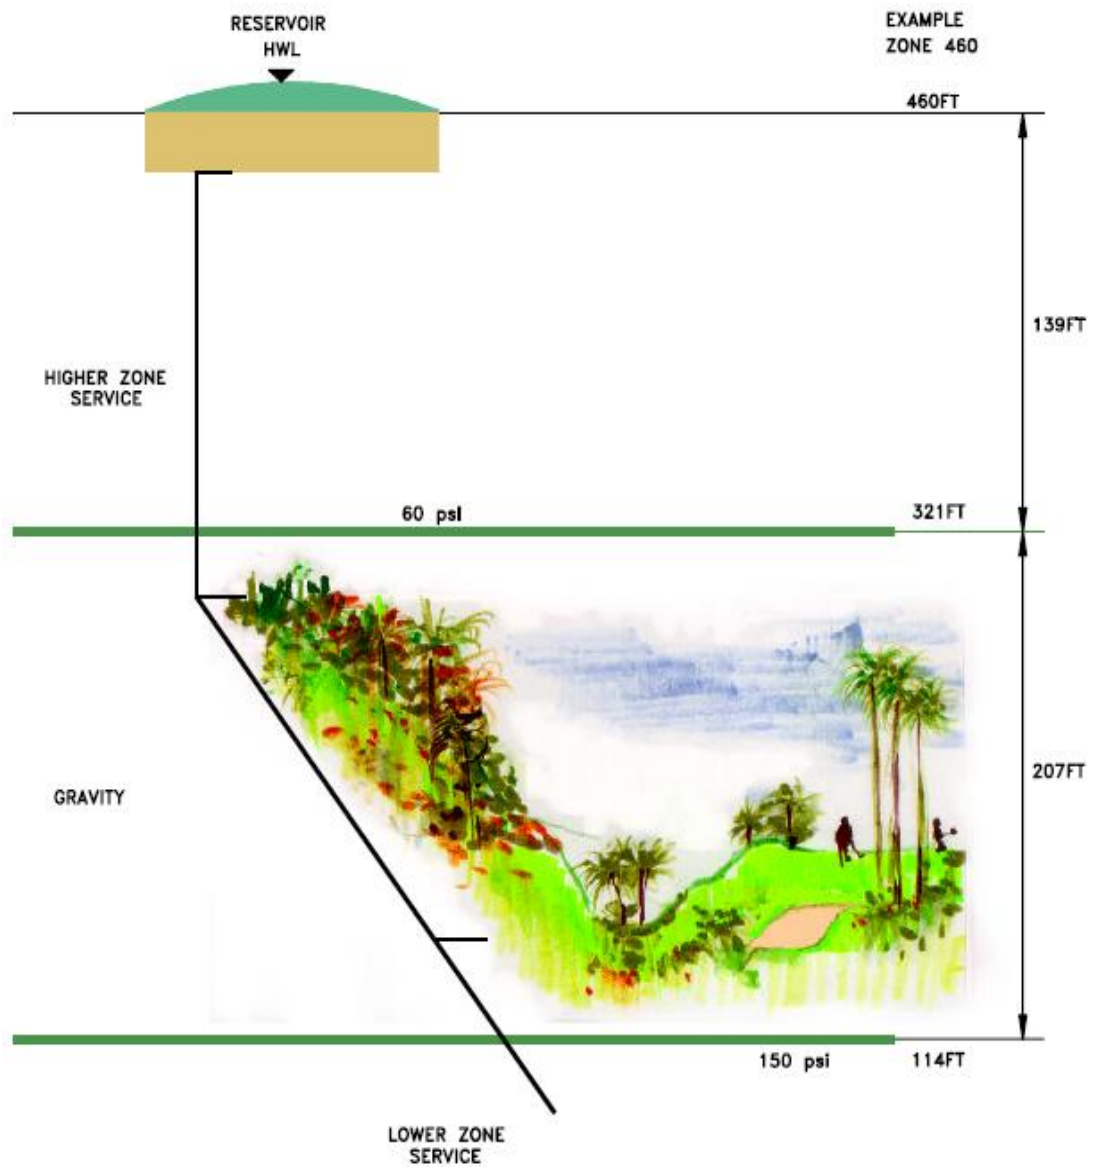 RESERVOIR
HWL
EXAMPLE
ZONE 460
460FT
139FT
HIGHER ZONE
SERVICE
60 psi
321FT
GRAVITY
207FT
150 psi
114FT
LOWER ZONE
SERVICE